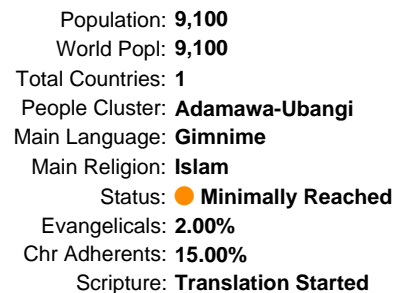 Population: 9,100
World Popl: 9,100
Total Countries: 1
People Cluster: Adamawa-Ubangi
Main Language: Gimnime
Main Religion: Islam
Status: Minimally Reached
Evangelicals: 2.00%
Chr Adherents: 15.00%
Scripture: Translation Started